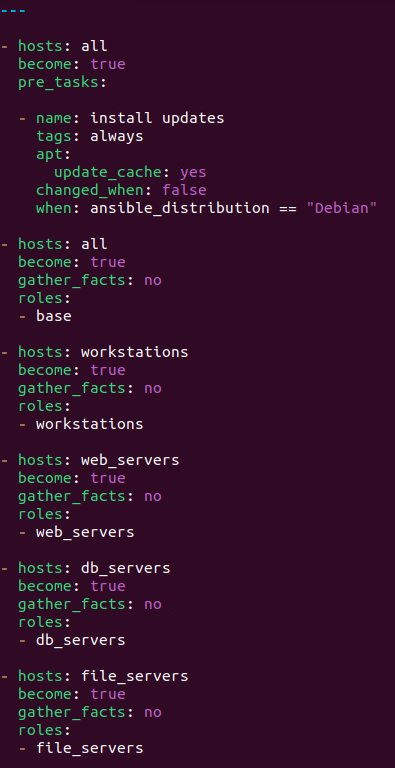 ---

- hosts: all
  become: true
  pre_tasks:

  - name: install updates
    tags: always
    apt:
      update_cache: yes
    changed_when: false
    when: ansible_distribution == "Debian"

- hosts: all
  become: true
  gather_facts: no
  roles:
  - base

- hosts: workstations
  become: true
  gather_facts: no
  roles:
  - workstations

- hosts: web_servers
  become: true
  gather_facts: no
  roles:
  - web_servers

- hosts: db_servers
  become: true
  gather_facts: no
  roles:
  - db_servers

- hosts: file_servers
  become: true
  gather_facts: no
  roles:
  - file_servers